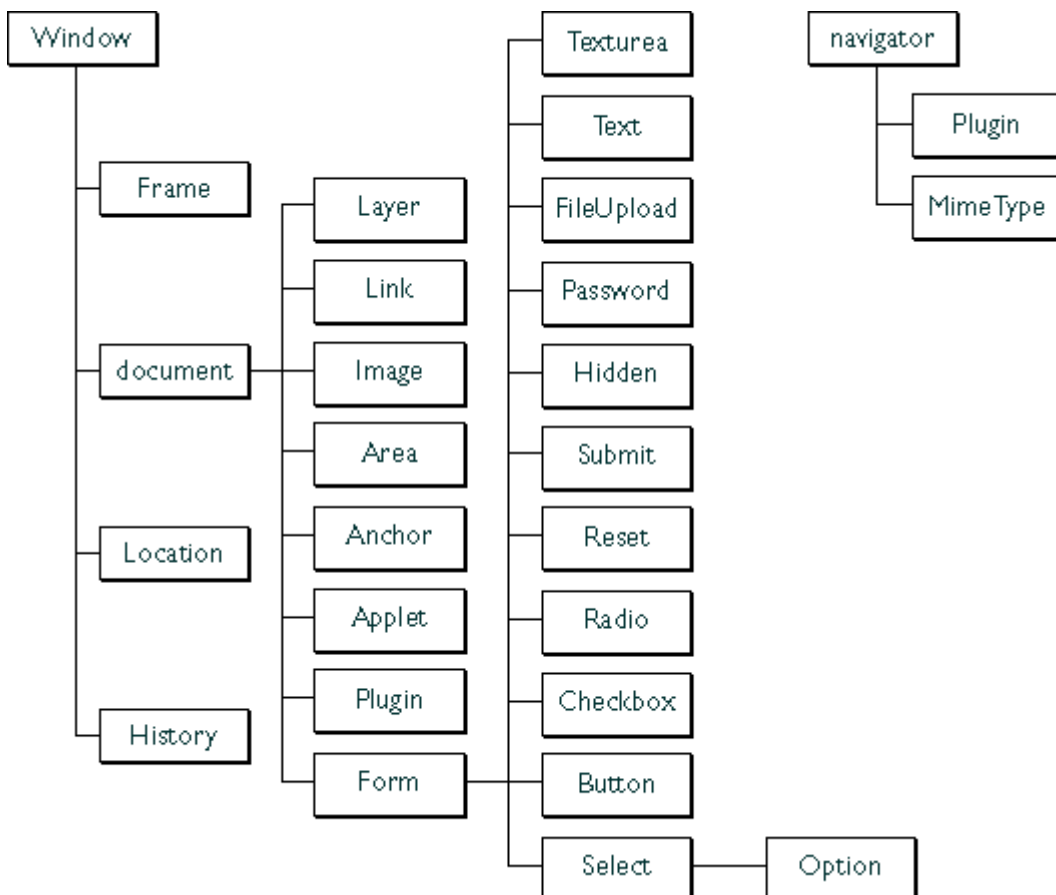 Window
Frame
document
Location
History
Layer
Link
Image
Area
Anchor
Applet
Plugin
Form
Texturea
Text
FileUpload
Password
Hidden
Submit
Reset
Radio
Checkbox
Button
Select
Option
navigator
Plugin
MimeType